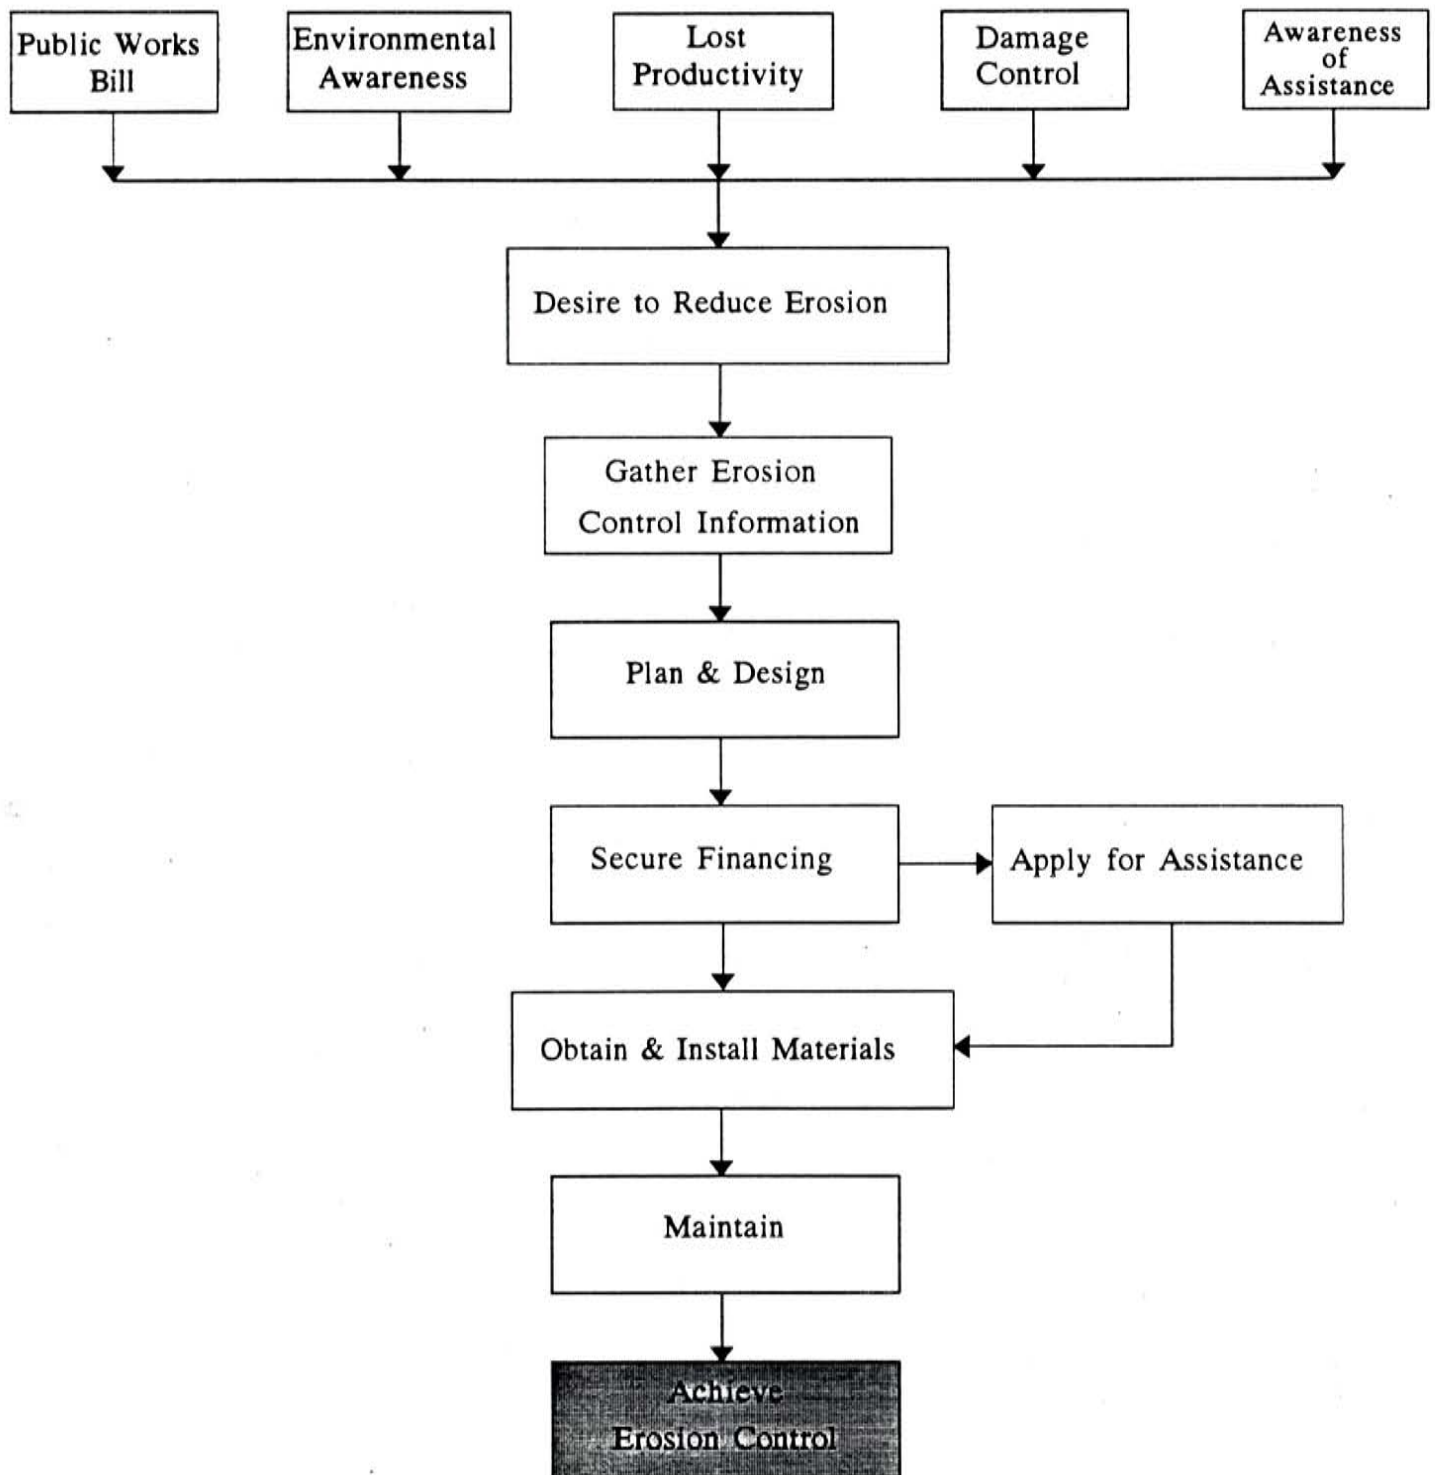 Public Works
Bill
Environmental
Awareness
Lost
Productivity
Damage
Control
Awareness
of
Assistance
Desire to Reduce Erosion
Gather Erosion
Control Information
Plan & Design
Secure Financing
Apply for Assistance
Obtain & Install Materials
Maintain
Achieve
Erosion Control